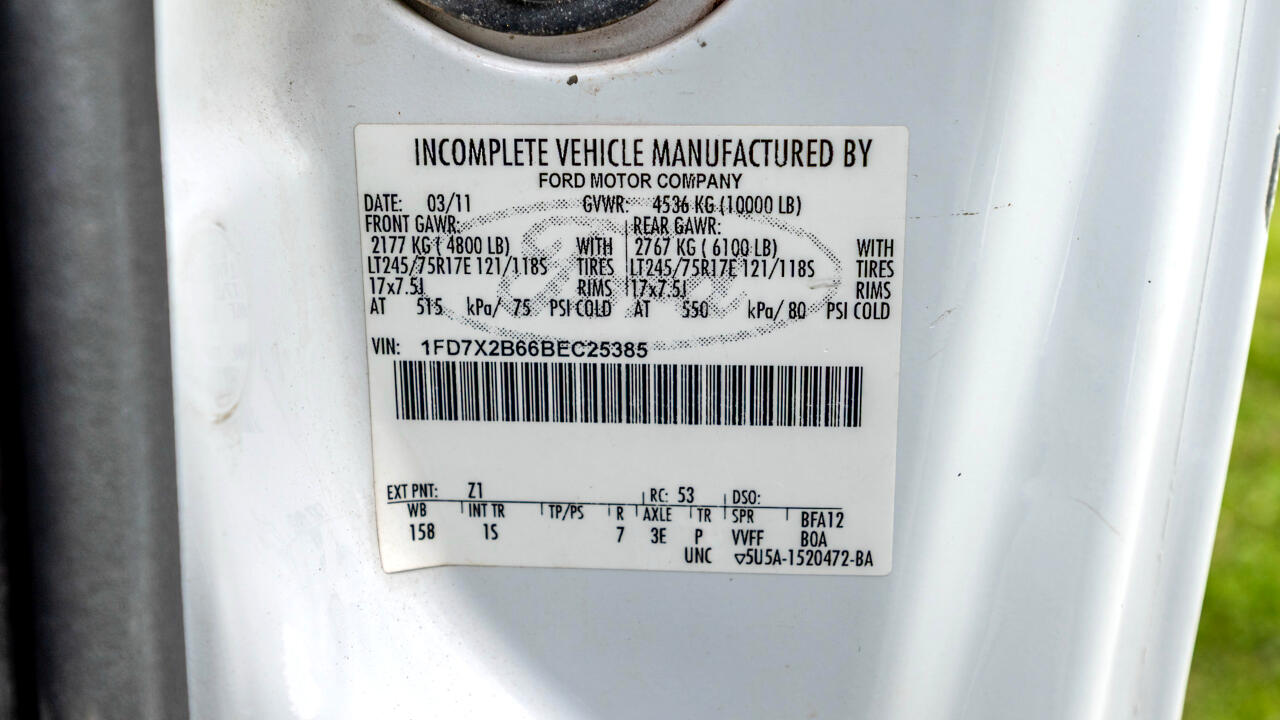 INCOMPLETE VEHICLE MANUFACTURED BY
FORD MOTOR COMPANY
DATE: 03/11 GVWR: 4536 KG (10000 LB)
FRONT GAWR: REAR GAWR:
2177 KG ( 4800 LB) WITH 2767 KG ( 6100 LB) WITH
LT245/75R17E 121/118S TIRES LT245/75R17E 121/118S TIRES
17x7.5J RIMS 17x7.5J RIMS
AT 515 kPa/ 75 PSI COLD AT 550 kPa/ 80 PSI COLD
VIN: 1FD7X2B66BEC25385
EXT PNT: Z1 RC: 53 DSO:
WB INT TR TP/PS R AXLE TR SPR BFA12
158 1S 7 3E P VVFF BOA
UNC ▽5U5A-1520472-BA